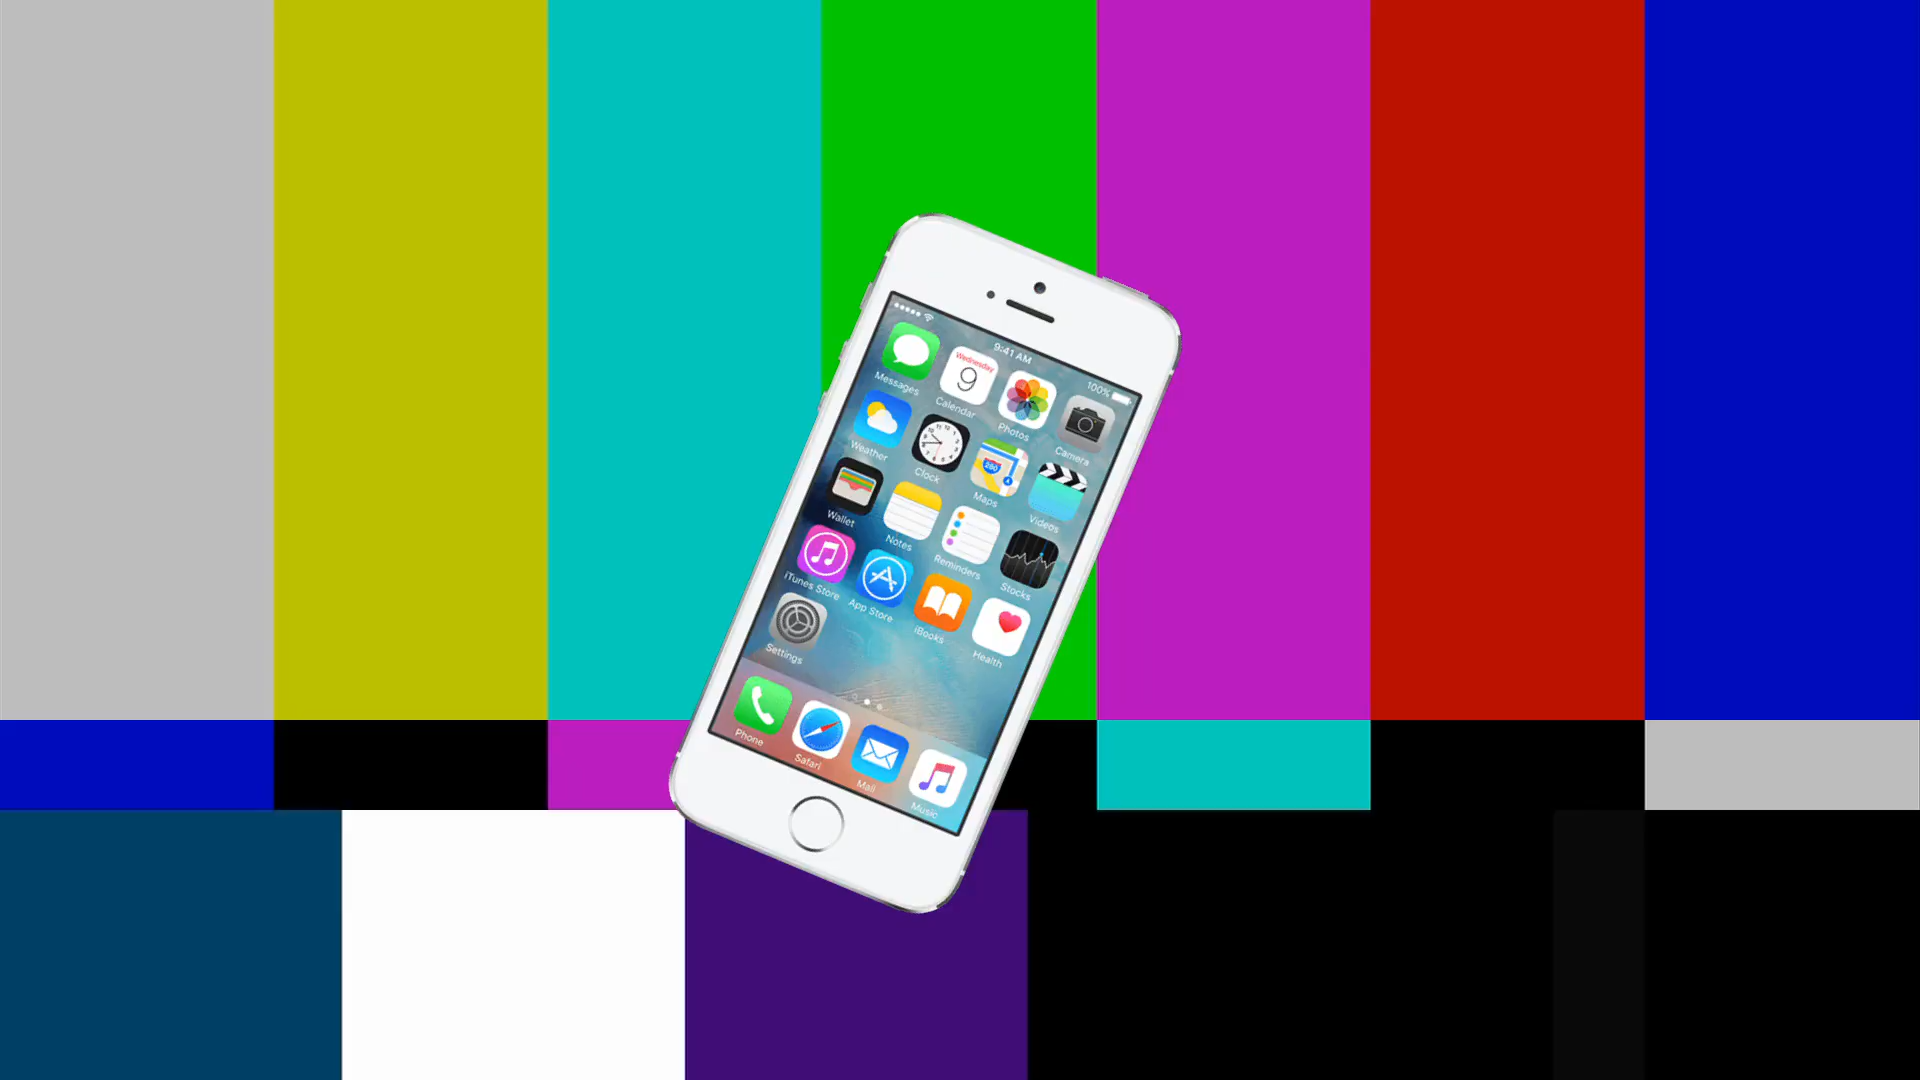 9:41 AM
100%
Messages
Wednesday
9
Calendar
Photos
Camera
Weather
Clock
280
Maps
Videos
Wallet
Notes
Reminders
Stocks
iTunes Store
App Store
iBooks
Health
Settings
Phone
Safari
Mail
Music